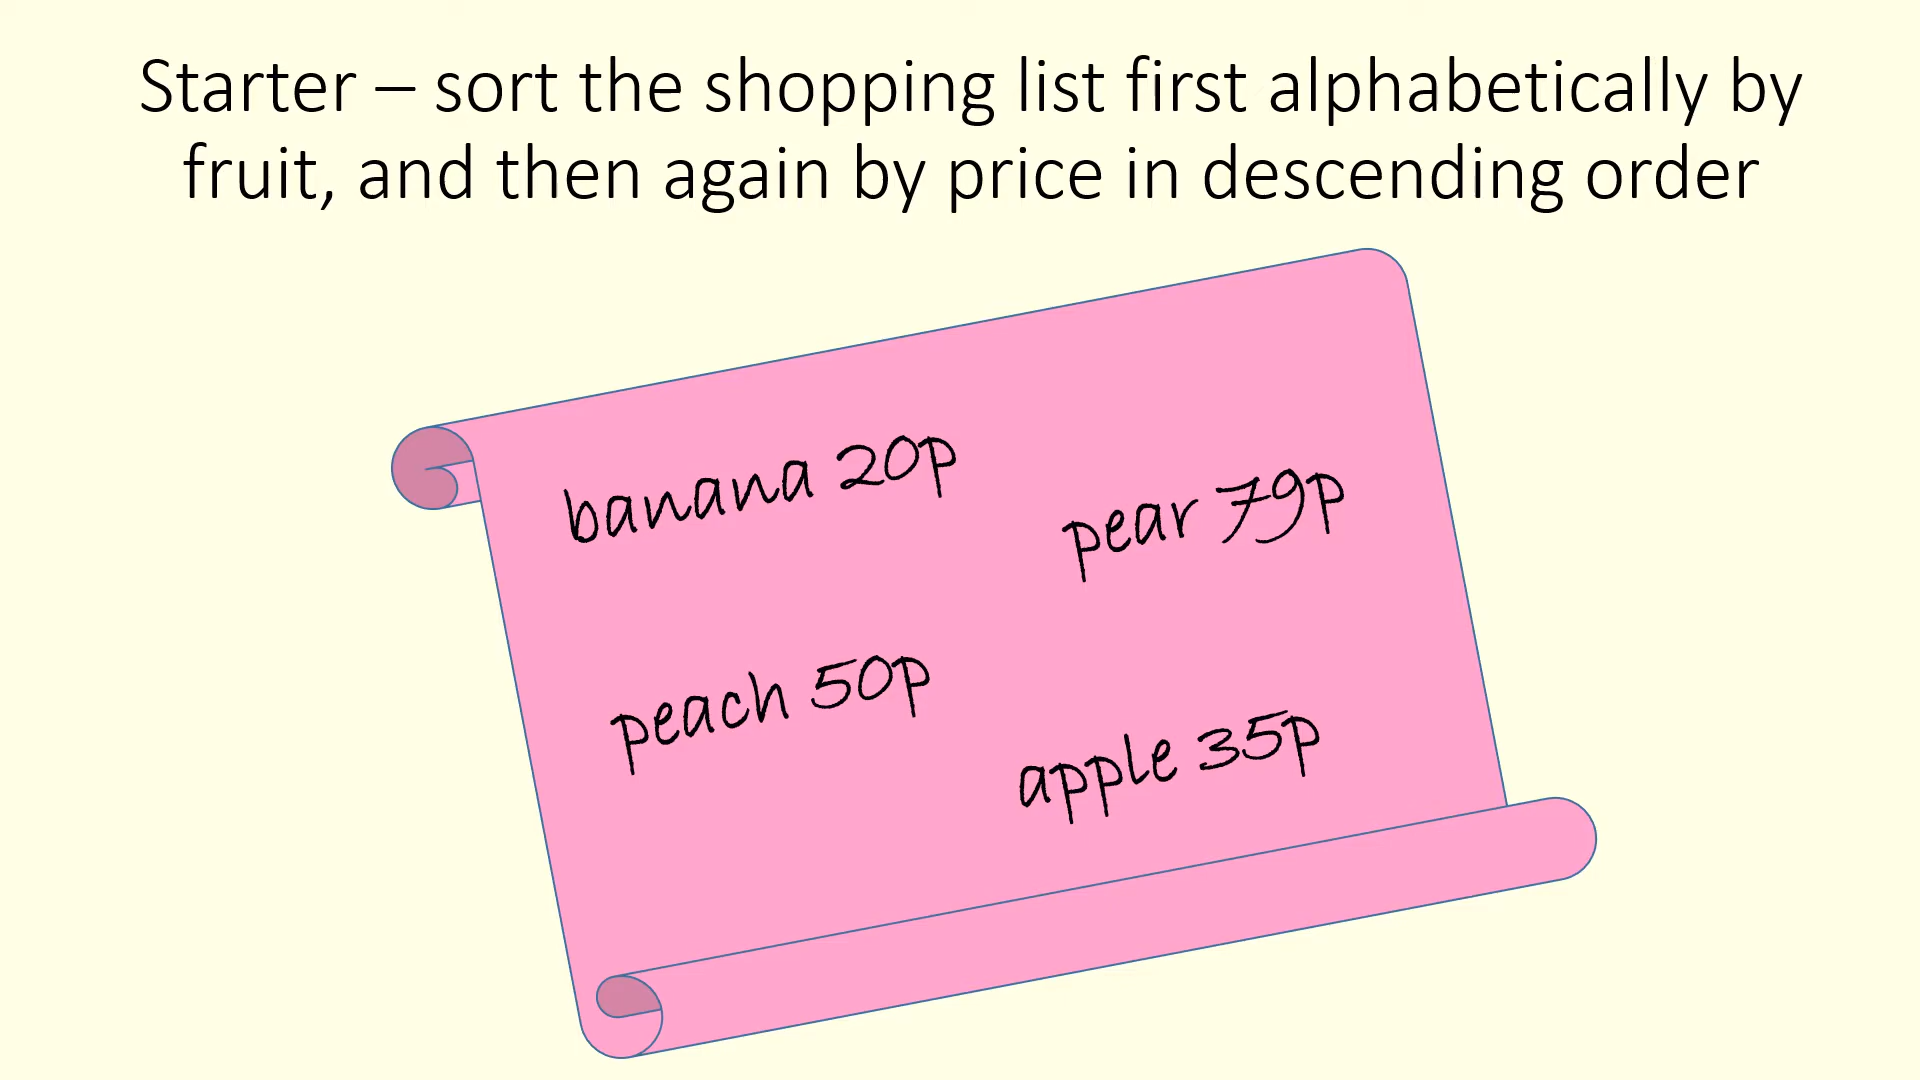 Starter – sort the shopping list first alphabetically by
fruit, and then again by price in descending order
banana 20p
pear 79p
peach 50p
apple 35p